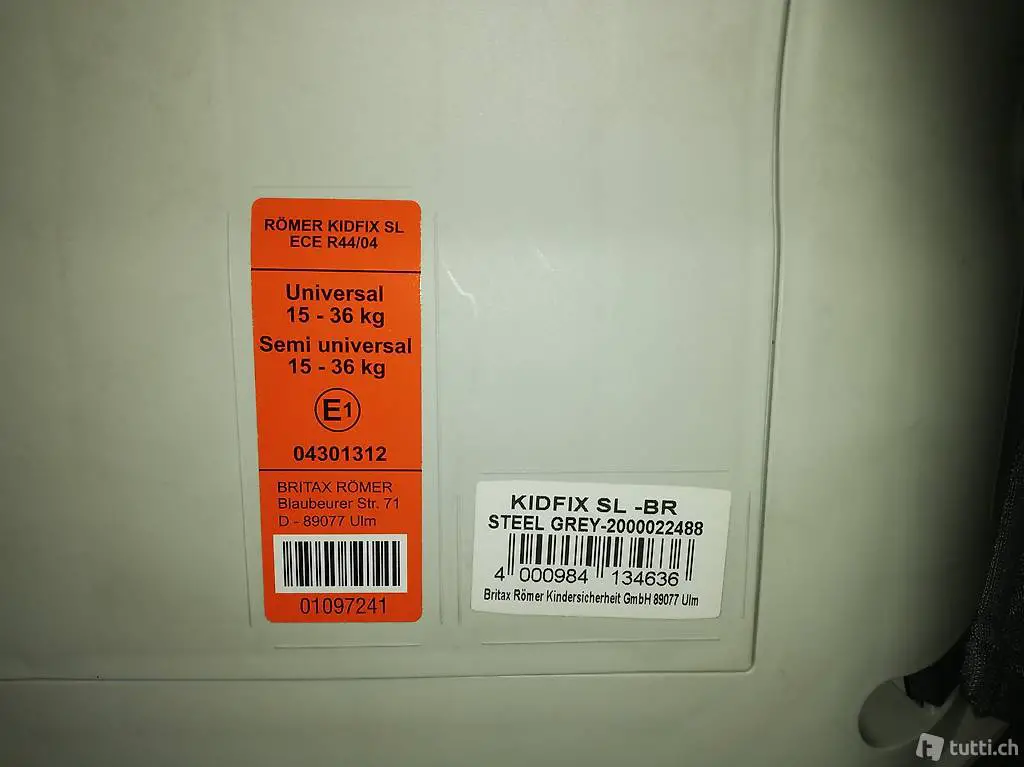 RÖMER KIDFIX SL
ECE R44/04
Universal
15 - 36 kg
Semi universal
15 - 36 kg
E1
04301312
BRITAX RÖMER
Blaubeurer Str. 71
D - 89077 Ulm
01097241
KIDFIX SL -BR
STEEL GREY-2000022488
4 000984 134636
Britax Römer Kindersicherheit GmbH 89077 Ulm
tutti.ch